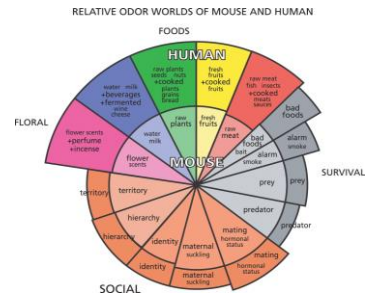 RELATIVE ODOR WORLDS OF MOUSE AND HUMAN
FOODS
HUMAN
water milk
+beverages
+fermented
wine
cheese
raw plants
seeds nuts
+cooked
plants
grains
bread
fresh
fruits
+cooked
fruits
raw meat
fish insects
+cooked
meats
sauces
FLORAL
flower scents
+perfume
+incense
water
milk
raw
plants
fresh
fruits
raw
meat
bad
foods
bait
bad
foods
alarm
smoke
alarm
smoke
flower
scents
MOUSE
SURVIVAL
territory
territory
prey
prey
hierarchy
hierarchy
predator
predator
identity
identity
maternal
suckling
maternal
suckling
mating
hormonal
status
mating
hormonal
status
SOCIAL